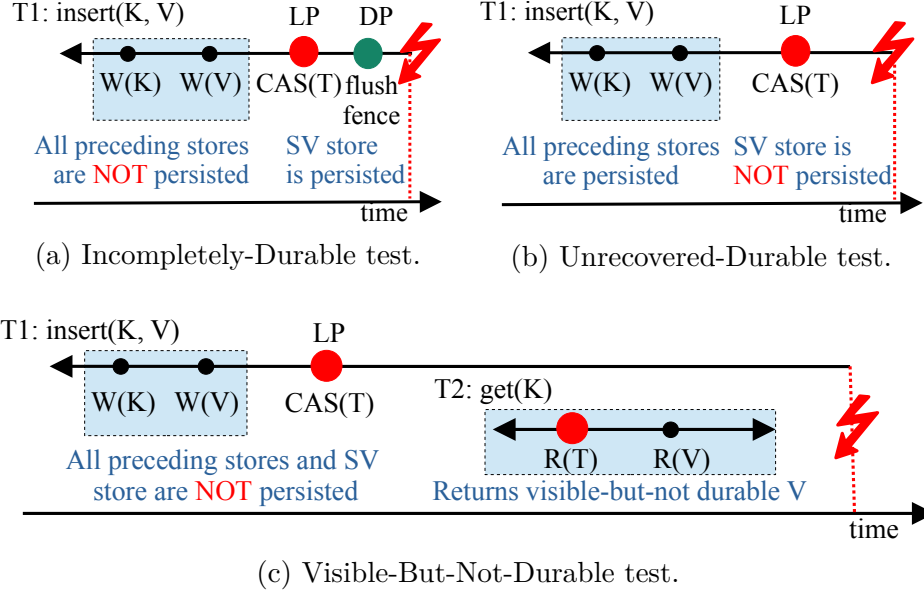 T1: insert(K, V)
LP
DP
W(K)
W(V)
CAS(T)
flush
fence
All preceding stores
are NOT persisted
SV store
is persisted
time
(a) Incompletely-Durable test.
T1: insert(K, V)
LP
W(K)
W(V)
CAS(T)
All preceding stores
are persisted
SV store is
NOT persisted
time
(b) Unrecovered-Durable test.
T1: insert(K, V)
LP
W(K)
W(V)
CAS(T)
T2: get(K)
R(T)
R(V)
All preceding stores and SV
store are NOT persisted
Returns visible-but-not durable V
time
(c) Visible-But-Not-Durable test.